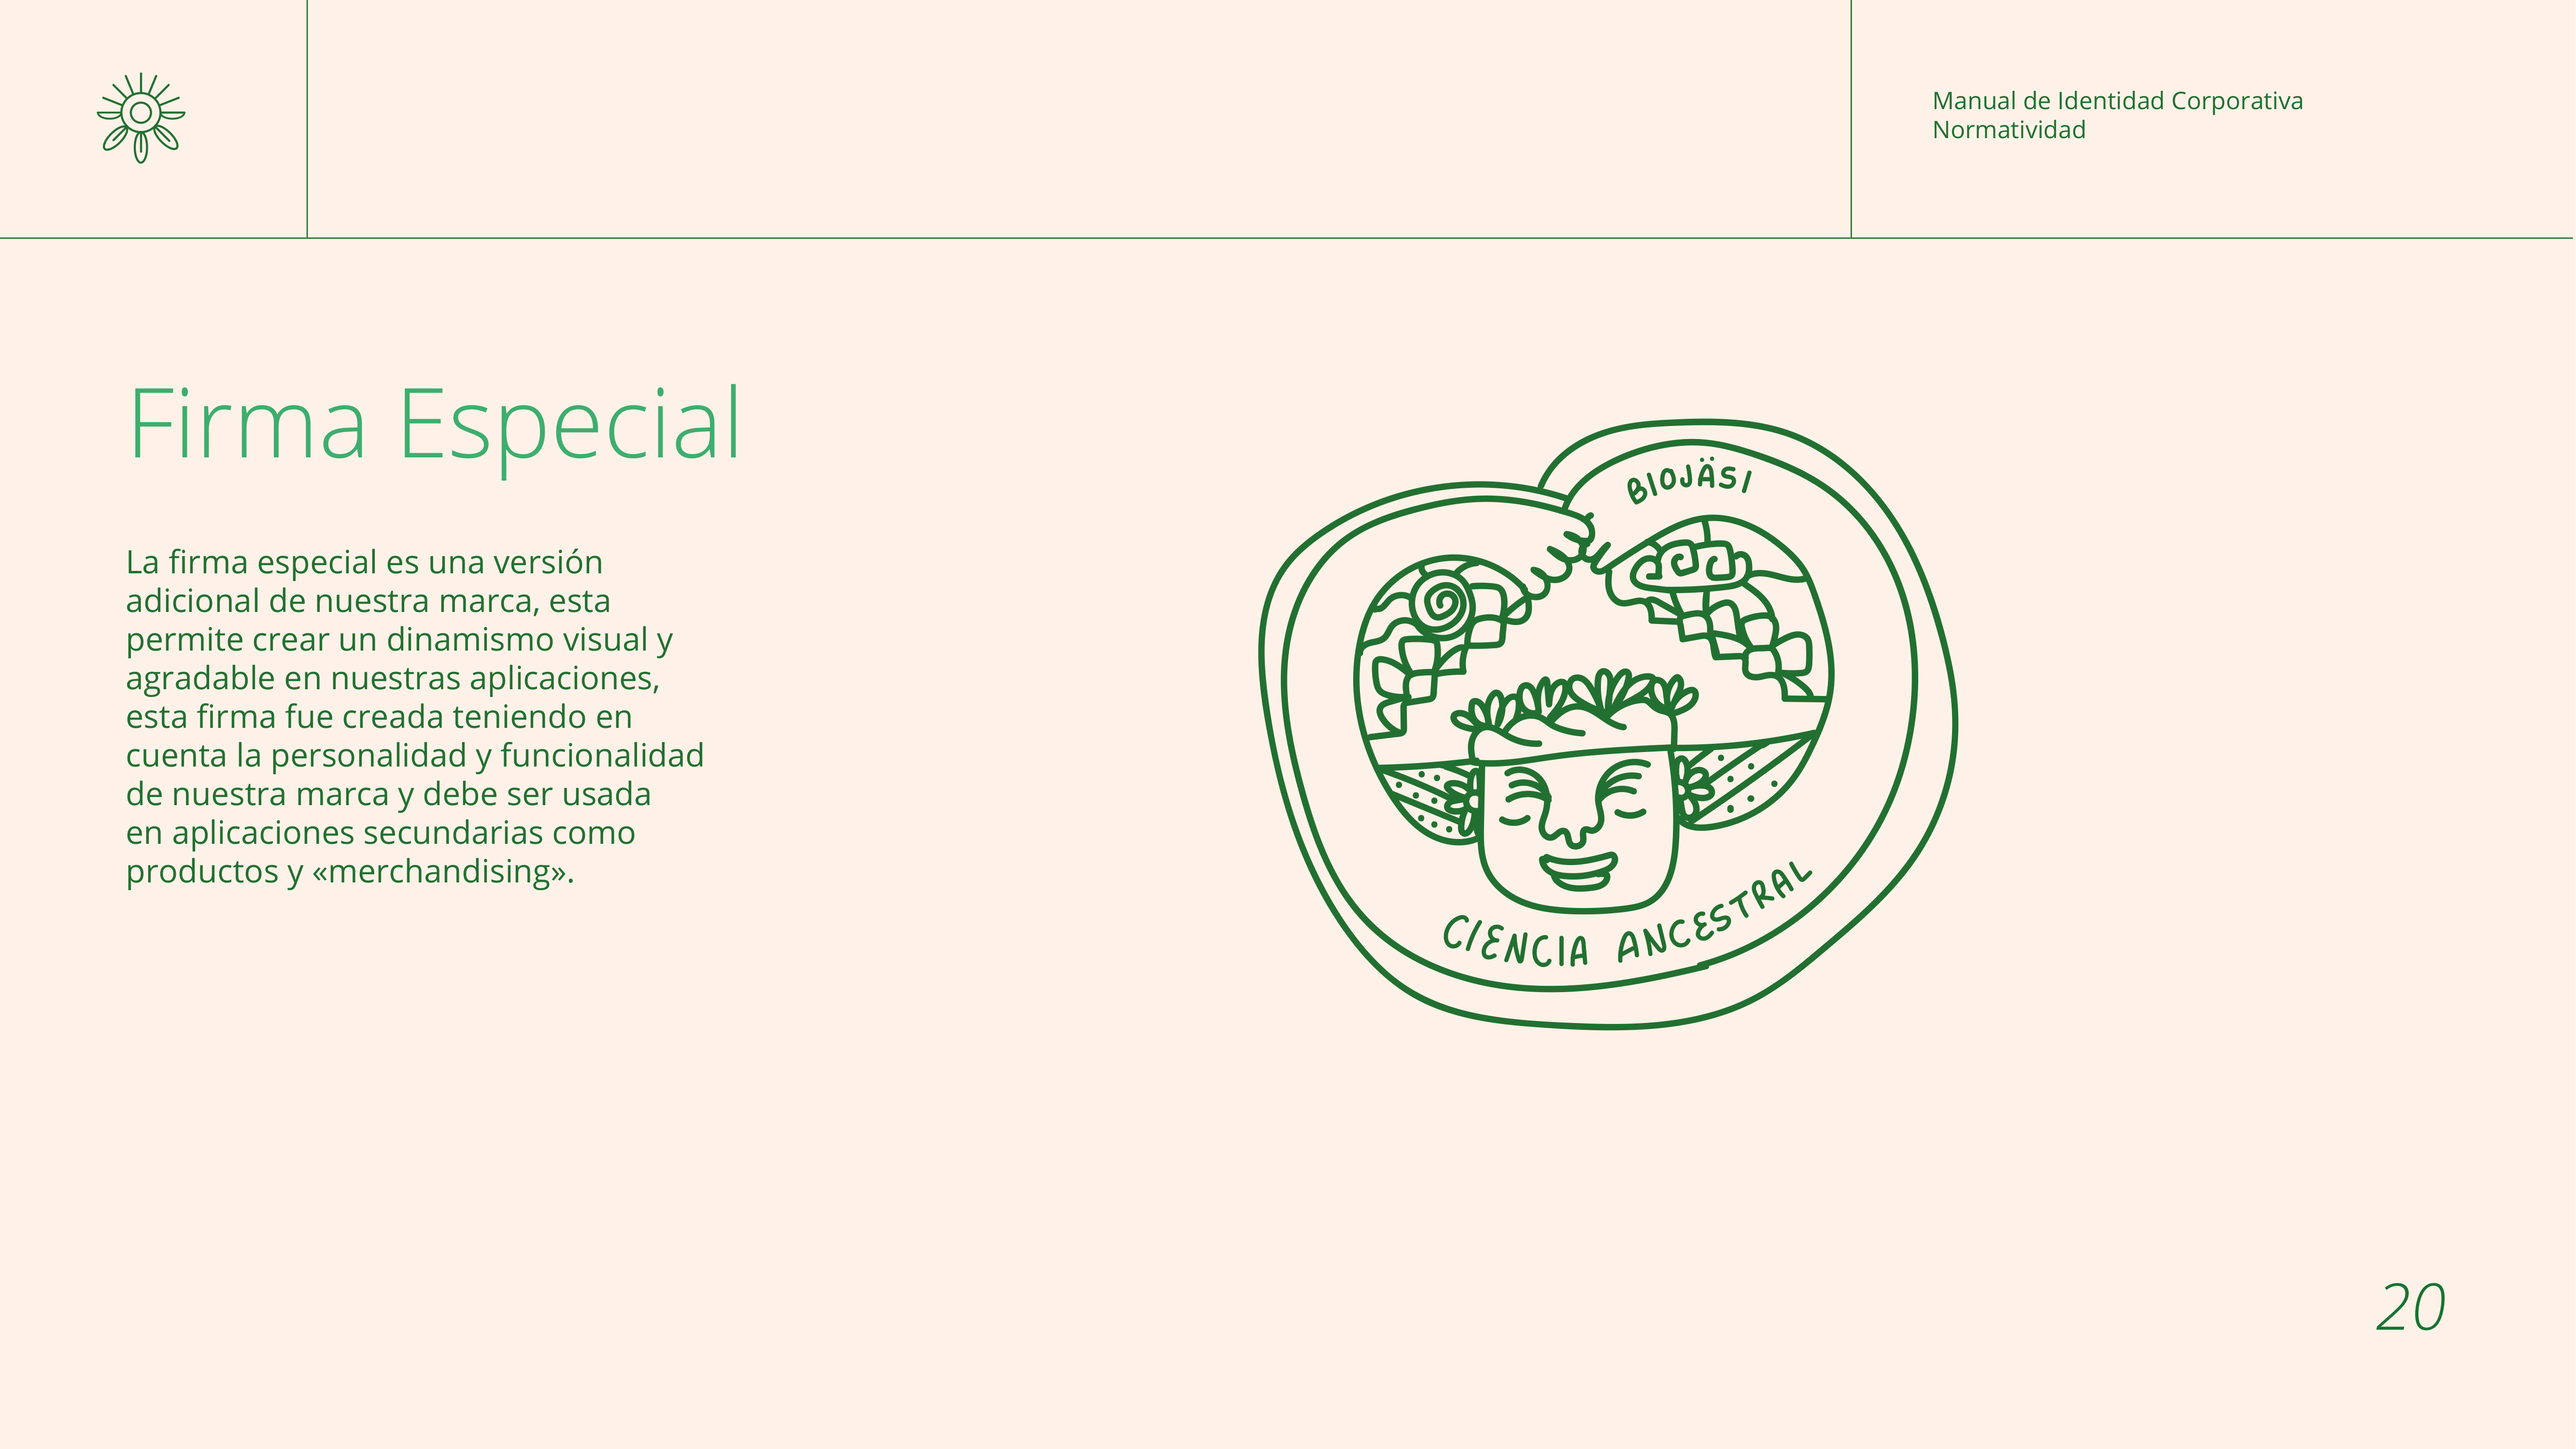 Manual de Identidad Corporativa
Normatividad
Firma Especial
La firma especial es una versión
adicional de nuestra marca, esta
permite crear un dinamismo visual y
agradable en nuestras aplicaciones,
esta firma fue creada teniendo en
cuenta la personalidad y funcionalidad
de nuestra marca y debe ser usada
en aplicaciones secundarias como
productos y «merchandising».
BIOJÄSI
CIENCIA ANCESTRAL
20